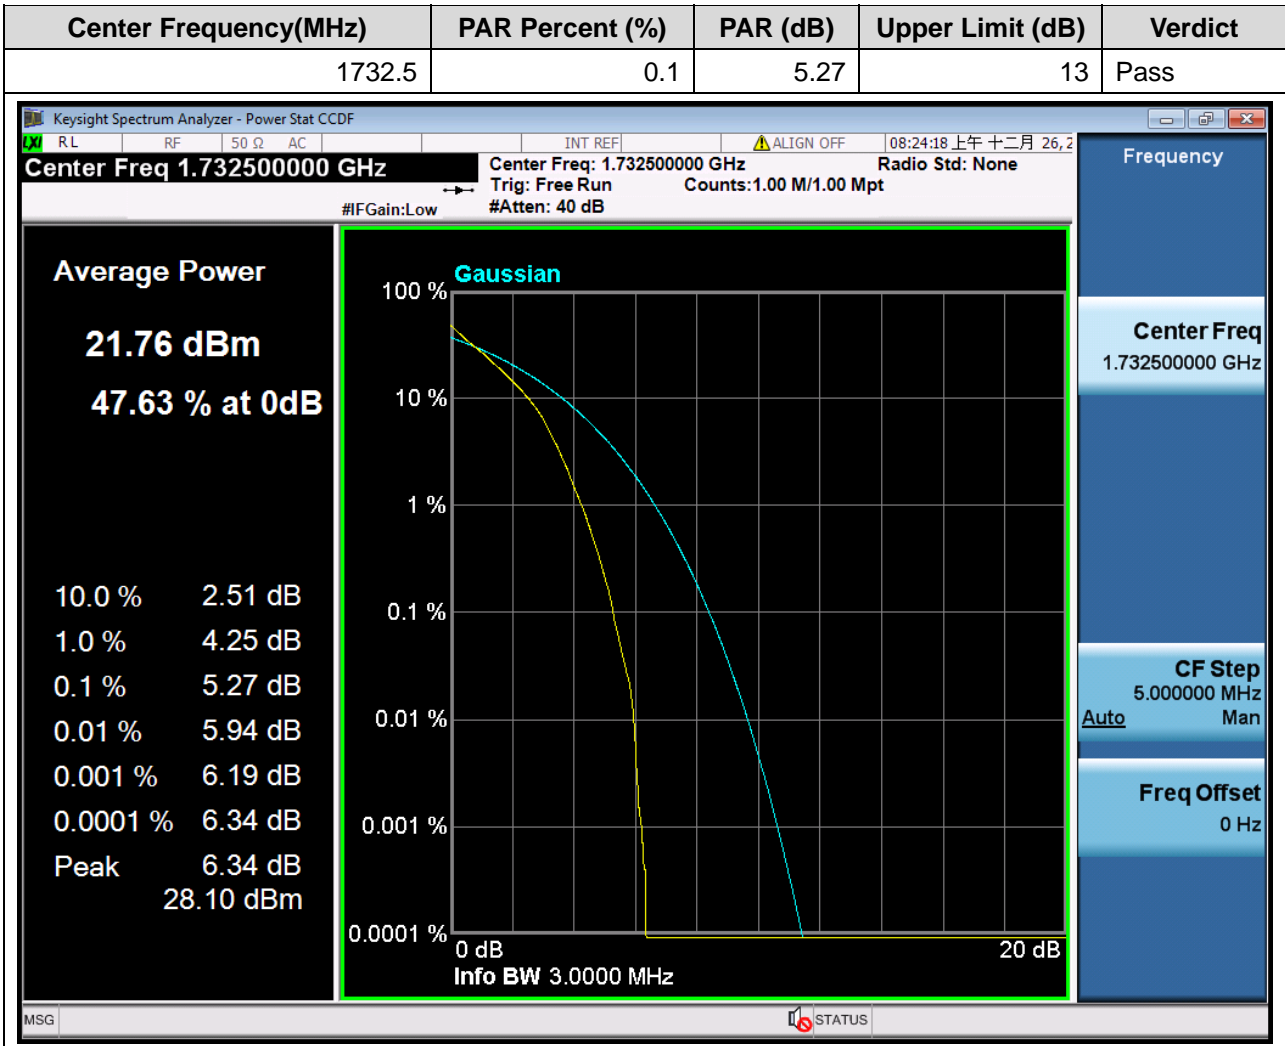 Center Frequency(MHz) PAR Percent (%) PAR (dB) Upper Limit (dB) Verdict
1732.5 0.1 5.27 13 Pass
Keysight Spectrum Analyzer - Power Stat CCDF
LXI RL RF 50 Ω AC INT REF ALIGN OFF 08:24:18 上午 十二月 26, 2
Center Freq 1.732500000 GHz
Center Freq: 1.732500000 GHz Radio Std: None
Trig: Free Run Counts:1.00 M/1.00 Mpt
#IFGain:Low #Atten: 40 dB
Average Power
21.76 dBm
47.63 % at 0dB
10.0 % 2.51 dB
1.0 % 4.25 dB
0.1 % 5.27 dB
0.01 % 5.94 dB
0.001 % 6.19 dB
0.0001 % 6.34 dB
Peak 6.34 dB
28.10 dBm
Gaussian
100 %
10 %
1 %
0.1 %
0.01 %
0.001 %
0.0001 %
0 dB 20 dB
Info BW 3.0000 MHz
Frequency
Center Freq
1.732500000 GHz
CF Step
5.000000 MHz
Auto Man
Freq Offset
0 Hz
MSG STATUS